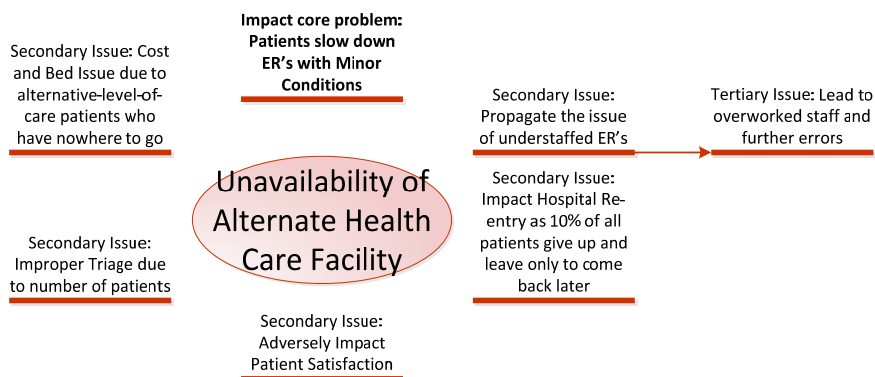 Impact core problem:
Patients slow down
ER's with Minor
Conditions
Secondary Issue: Cost
and Bed Issue due to
alternative-level-of-
care patients who
have nowhere to go
Secondary Issue:
Propagate the issue
of understaffed ER's
Tertiary Issue: Lead to
overworked staff and
further errors
Unavailability of
Alternate Health
Care Facility
Secondary Issue:
Impact Hospital Re-
entry as 10% of all
patients give up and
leave only to come
back later
Secondary Issue:
Improper Triage due
to number of patients
Secondary Issue:
Adversely Impact
Patient Satisfaction